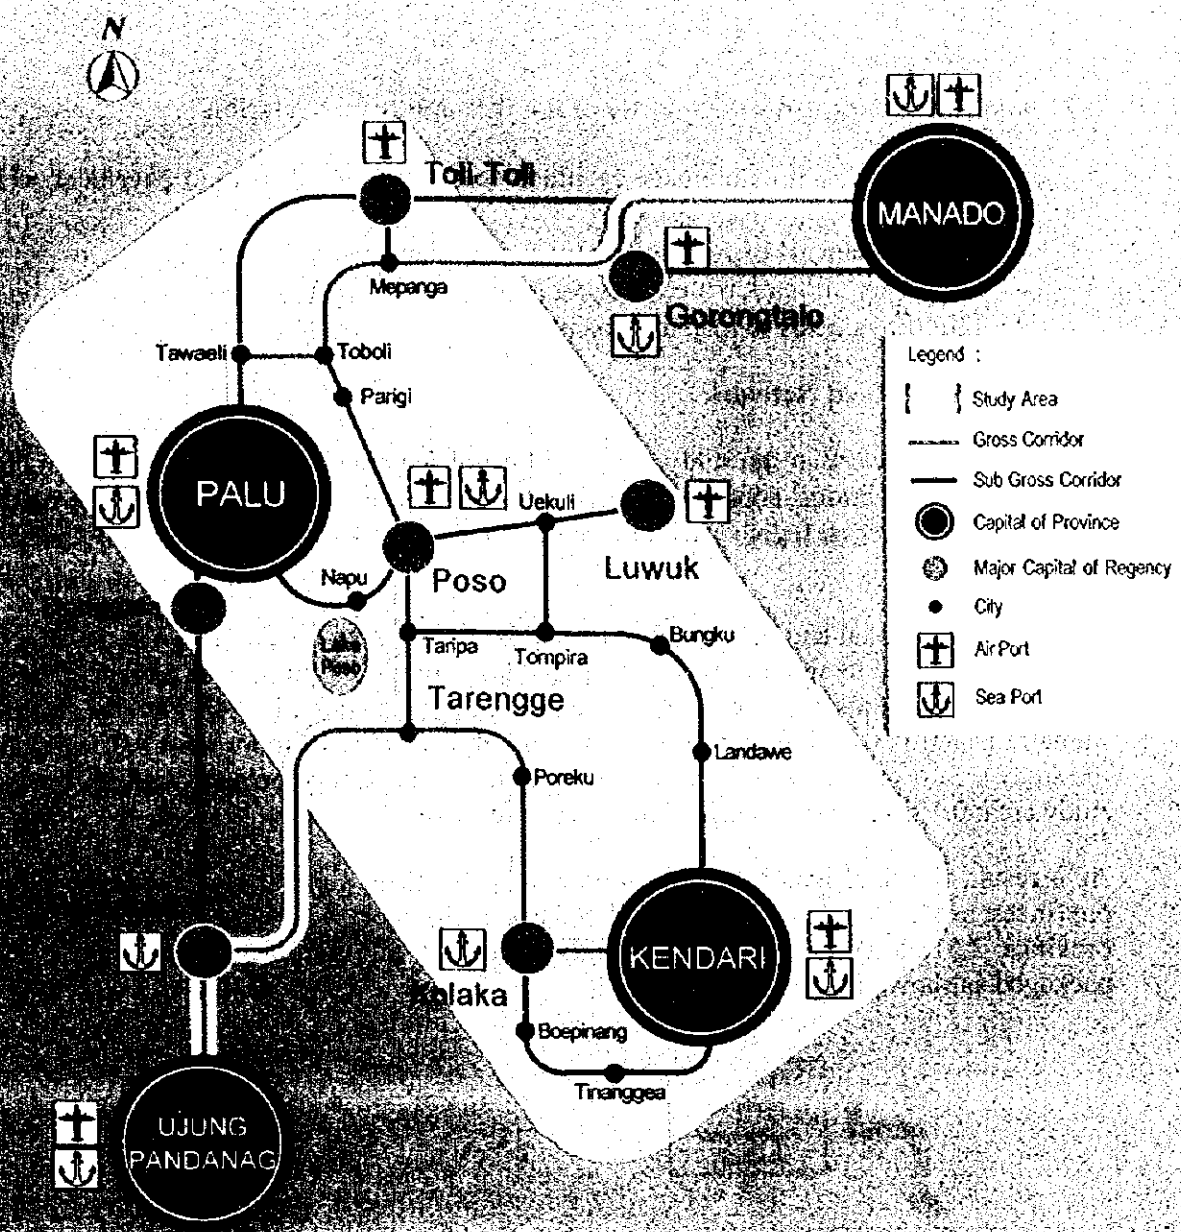 N
MANADO
Toli-Toli
Mepanga
Gorongtalo
Tawaeli
Toboli
Parigi
PALU
Uekuli
Luwuk
Napu
Poso
Lake
Poso
Taripa
Tompira
Bungku
Tarengge
Landawe
Poreku
KENDARI
Kolaka
Boepinang
Tinanggea
UJUNG
PANDANAG
Legend :
Study Area
Gross Corridor
Sub Gross Corridor
Capital of Province
Major Capital of Regency
City
Air Port
Sea Port